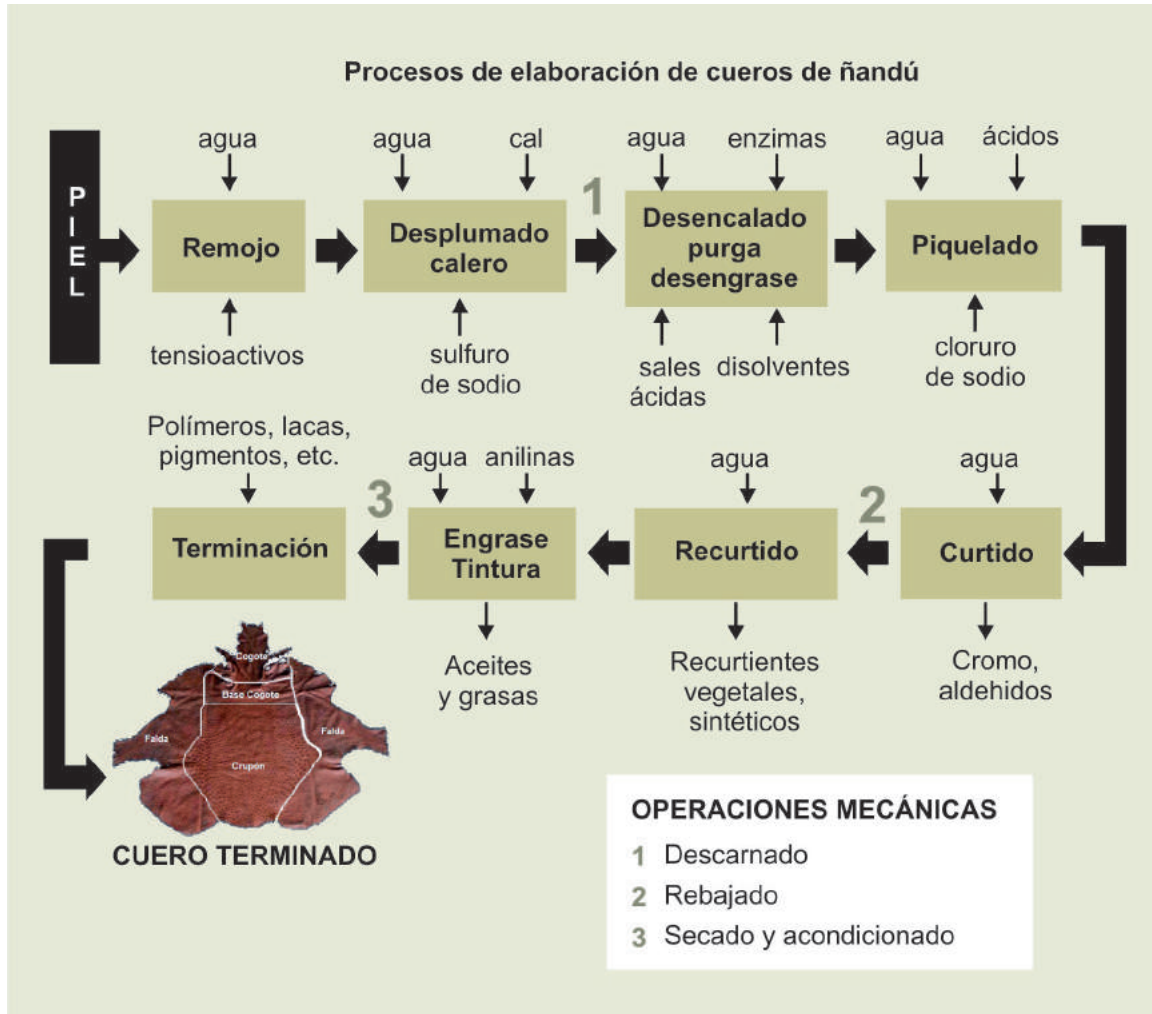 Procesos de elaboración de cueros de ñandú
PIEL
agua
Remojo
tensioactivos
agua
cal
Desplumado
calero
sulfuro
de sodio
1
agua
enzimas
Desencalado
purga
desengrase
sales
ácidas
disolventes
agua
ácidos
Piquelado
cloruro
de sodio
agua
Curtido
Cromo,
aldehidos
2
agua
Recurtido
Recurtientes
vegetales,
sintéticos
agua
anilinas
Engrase
Tintura
Aceites
y grasas
3
Polímeros, lacas,
pigmentos, etc.
Terminación
Cogote
Base Cogote
Falda
Falda
Crupón
CUERO TERMINADO
OPERACIONES MECÁNICAS
1 Descarnado
2 Rebajado
3 Secado y acondicionado